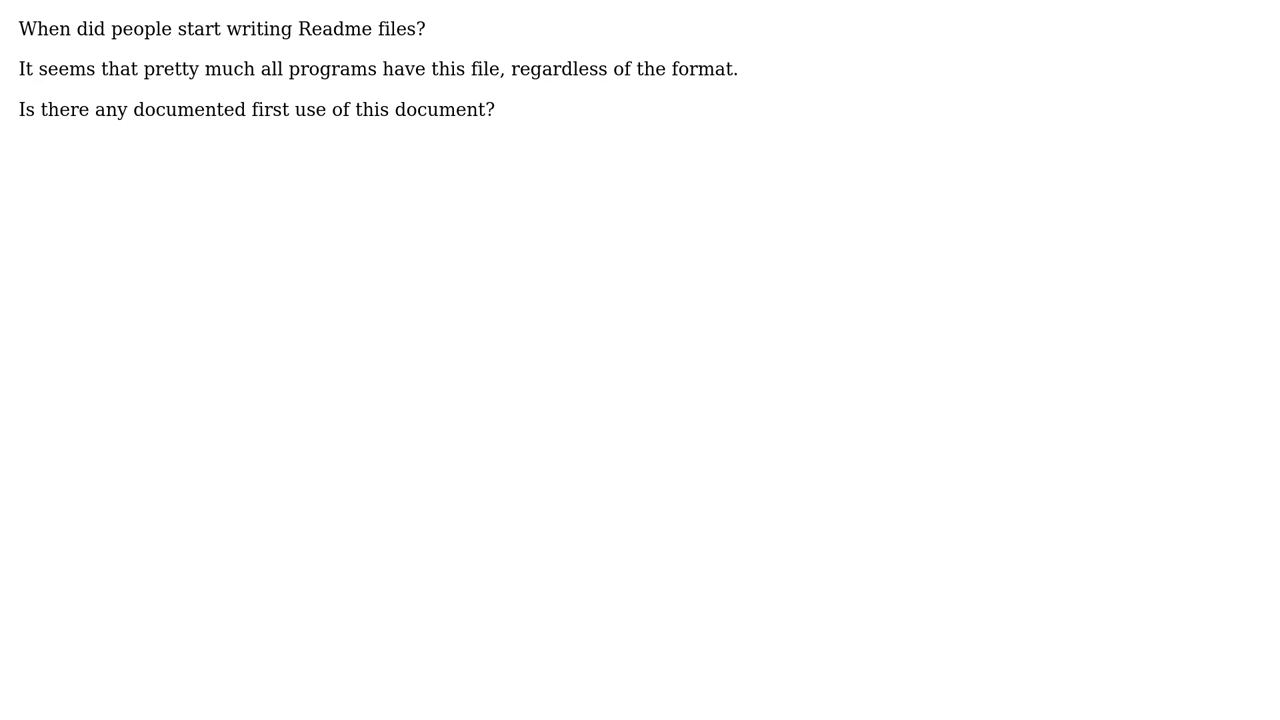 When did people start writing Readme files?
It seems that pretty much all programs have this file, regardless of the format.
Is there any documented first use of this document?